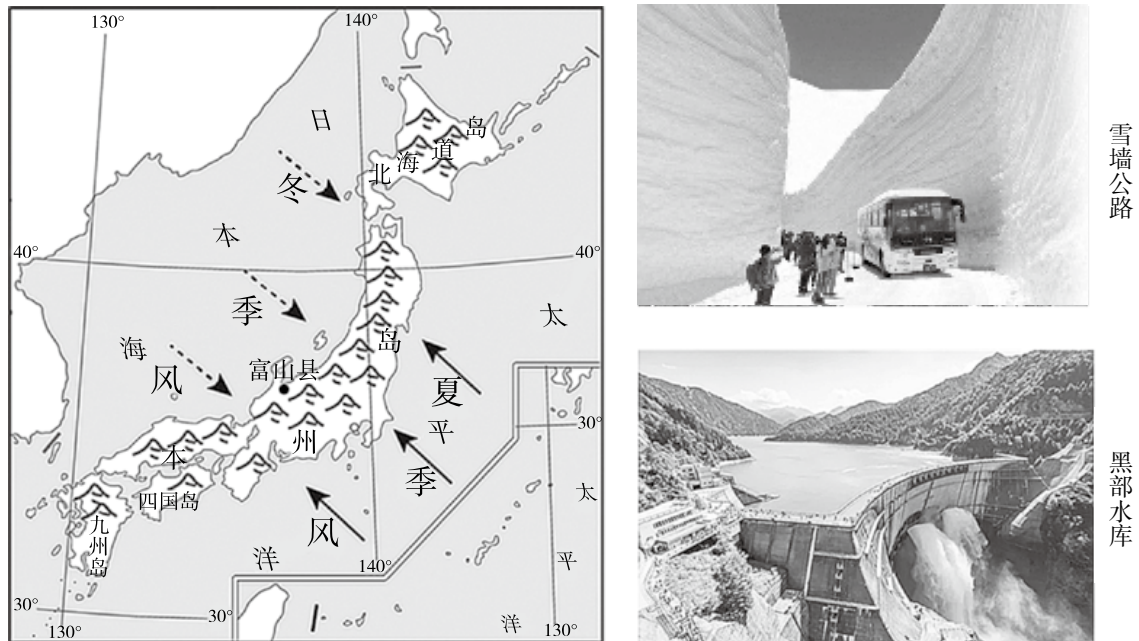 130°
140°
日
北海道岛
冬
本
40°
40°
季
太
海
风
富山县
岛
夏
平
30°
州
本
季
太
四国岛
九州岛
风
洋
140°
平
30°
30°
洋
130°
130°
雪墙公路
黑部水库